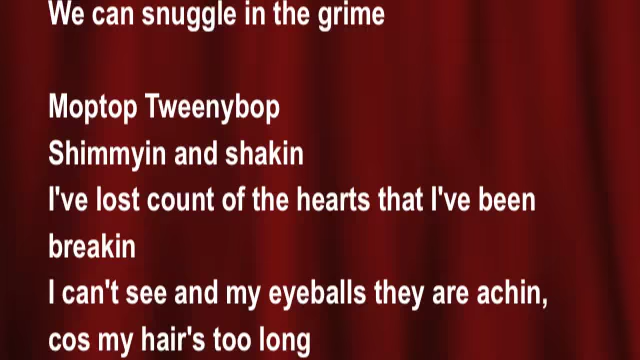 We can snuggle in the grime
Moptop Tweenybop
Shimmyin and shakin
I've lost count of the hearts that I've been
breakin
I can't see and my eyeballs they are achin,
cos my hair's too long